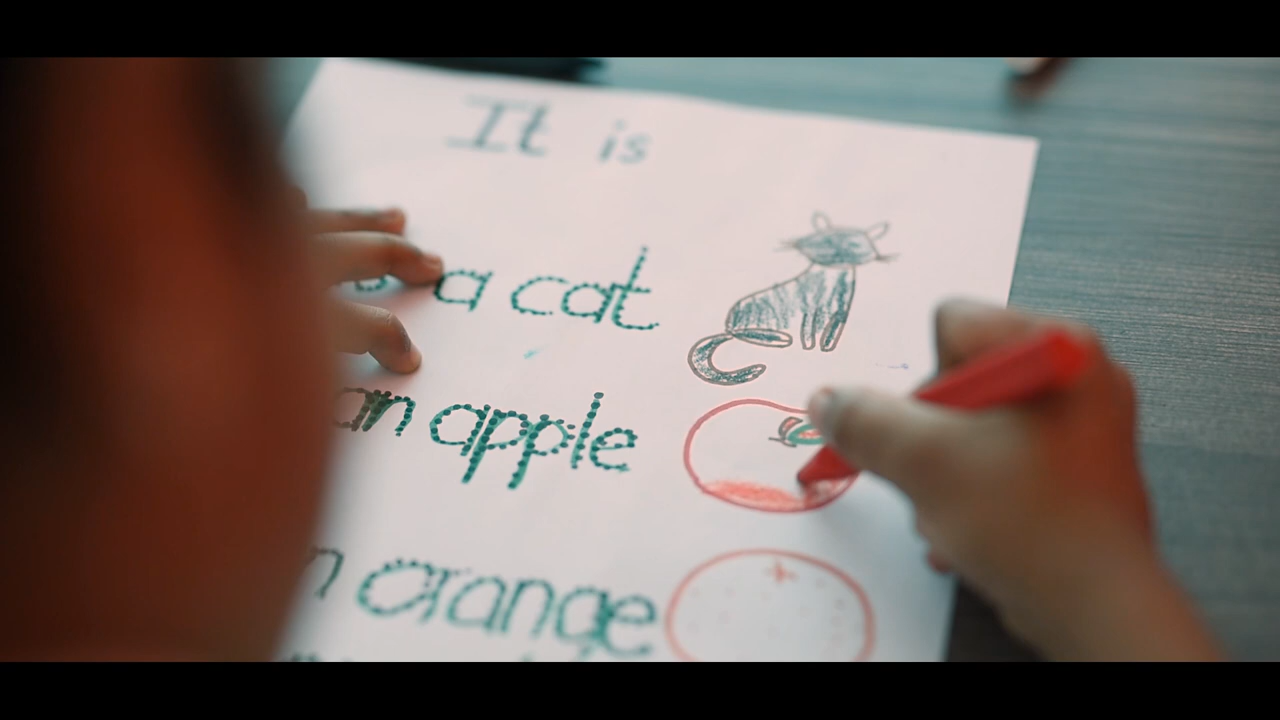 It is
a cat
an apple
n orange